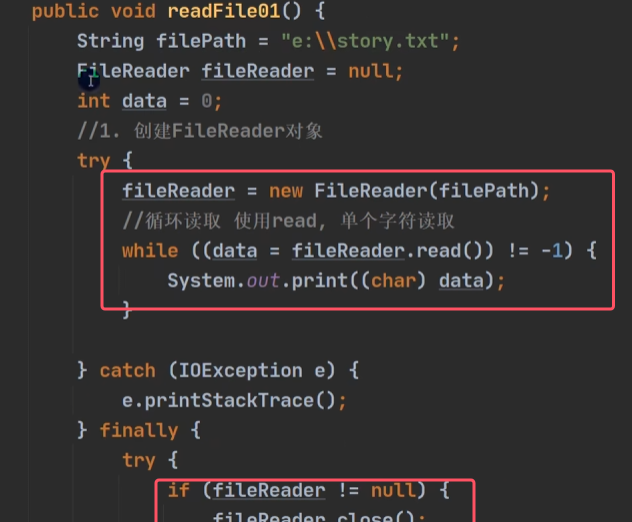 public void readFile01() {
String filePath = "e:\\story.txt";
FileReader fileReader = null;
int data = 0;
//1. 创建FileReader对象
try {
fileReader = new FileReader(filePath);
//循环读取 使用read, 单个字符读取
while ((data = fileReader.read()) != -1) {
System.out.print((char) data);
}
} catch (IOException e) {
e.printStackTrace();
} finally {
try {
if (fileReader != null) {
fileReader.close();